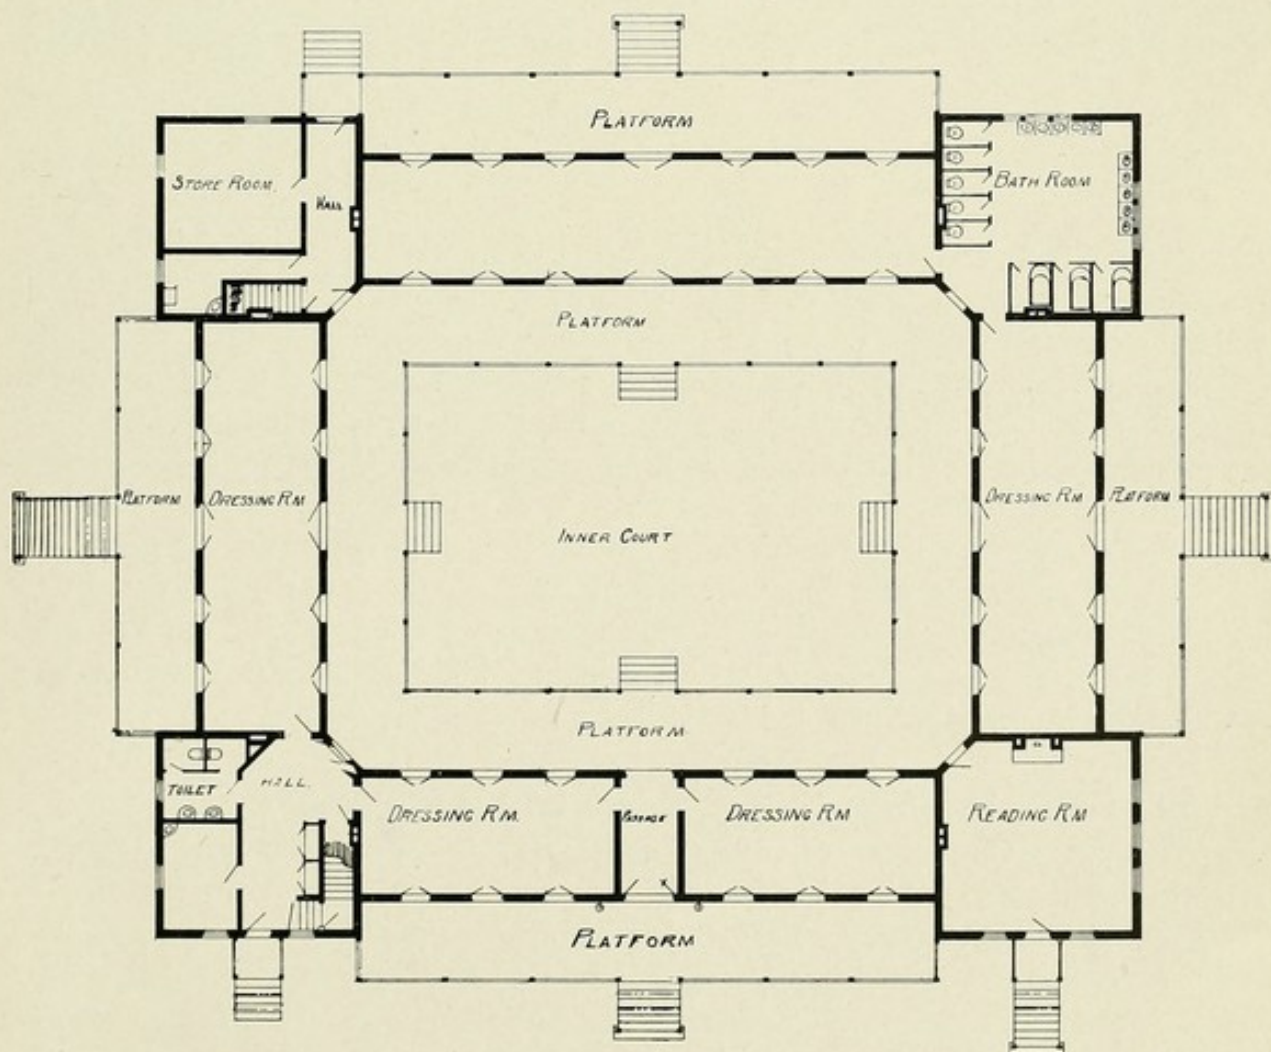 PLATFORM
STORE ROOM.
HALL
BATH ROOM
PLATFORM
PLATFORM
DRESSING RM
DRESSING RM
PLATFORM
INNER COURT
PLATFORM
TOILET
HALL.
DRESSING RM.
PASSAGE
DRESSING RM
READING RM
PLATFORM